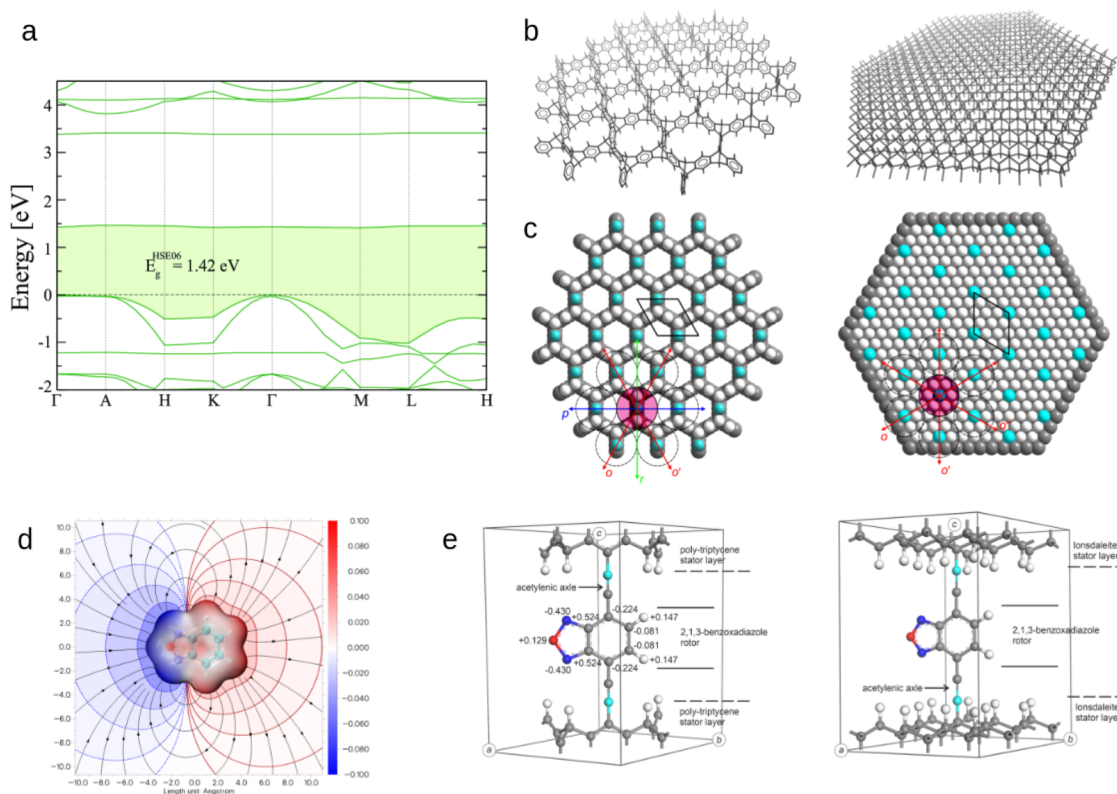 a
4
3
2
1
0
-1
-2
Energy [eV]
E_g^HSE06 = 1.42 eV
Γ A H K Γ M L H
b
c
p
o
r
o'
o
o'
d
10.0
8.0
6.0
4.0
2.0
0.0
-2.0
-4.0
-6.0
-8.0
-10.0
-10.0 -8.0 -4.0 -2.0 0.0 2.0 4.0 6.0 8.0 10.0
Length unit: Angstrom
0.100
0.080
0.060
0.040
0.020
0.000
-0.020
-0.040
-0.060
-0.080
-0.100
e
c
poly-triptycene
stator layer
acetylenic axle
-0.430 +0.524 -0.224 +0.147
-0.081
+0.129
-0.081
-0.430 +0.524 -0.224 +0.147
2,1,3-benzoxadiazole
rotor
poly-triptycene
stator layer
a
b
c
lonsdaleite
stator layer
2,1,3-benzoxadiazole
rotor
acetylenic axle
lonsdaleite
stator layer
a
b